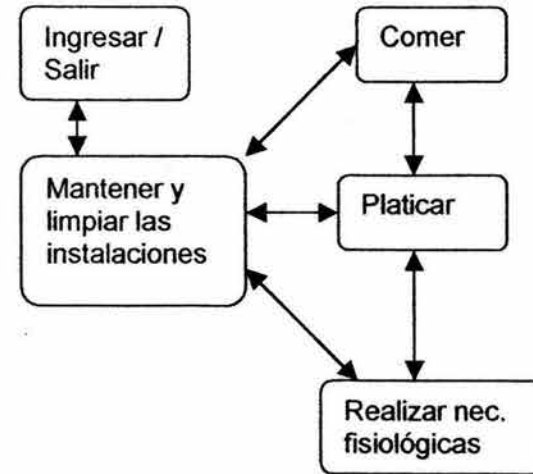 Ingresar /
Salir
Comer
Mantener y
limpiar las
instalaciones
Platicar
Realizar nec.
fisiológicas